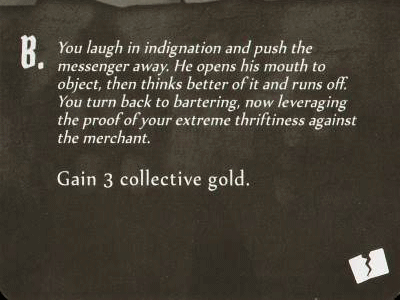 B. You laugh in indignation and push the
messenger away. He opens his mouth to
object, then thinks better of it and runs off.
You turn back to bartering, now leveraging
the proof of your extreme thriftiness against
the merchant.
Gain 3 collective gold.